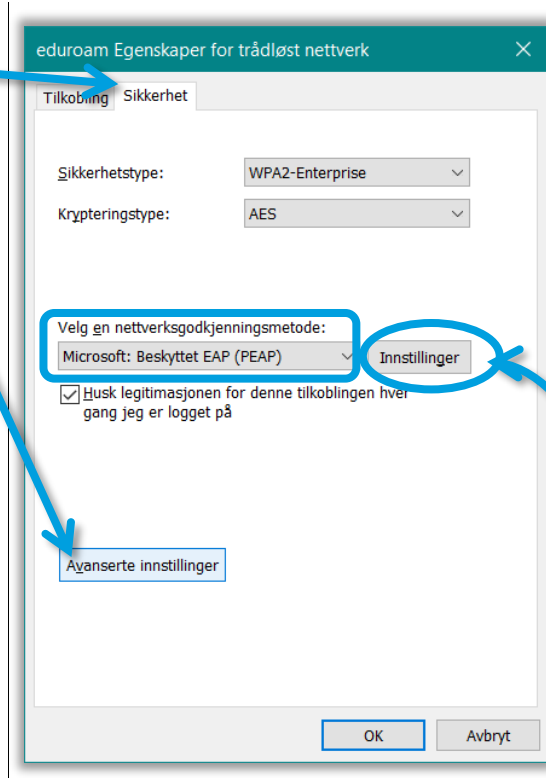 eduroam Egenskaper for trådløst nettverk
Tilkobling Sikkerhet
Sikkerhetstype: WPA2-Enterprise
Krypteringstype: AES
Velg en nettverksgodkjenningsmetode:
Microsoft: Beskyttet EAP (PEAP) Innstillinger
Husk legitimasjonen for denne tilkoblingen hver
gang jeg er logget på
Avanserte innstillinger
OK Avbryt